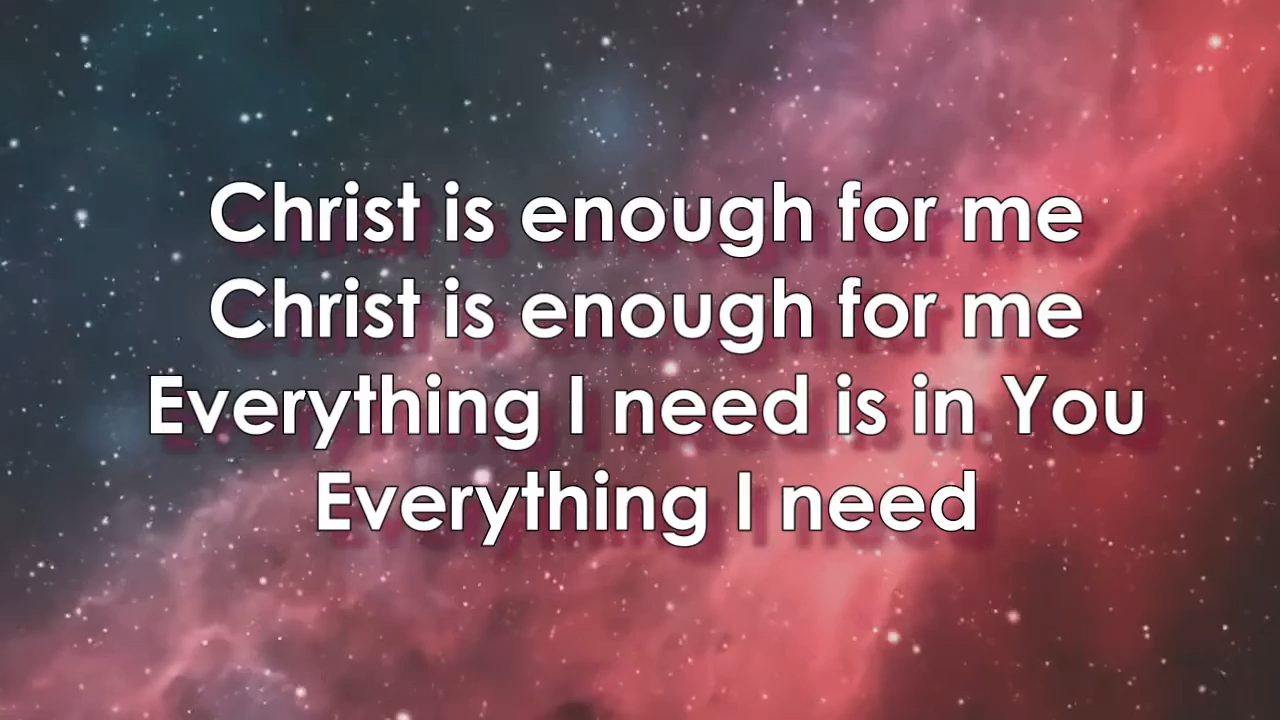 Christ is enough for me
Christ is enough for me
Everything I need is in You
Everything I need